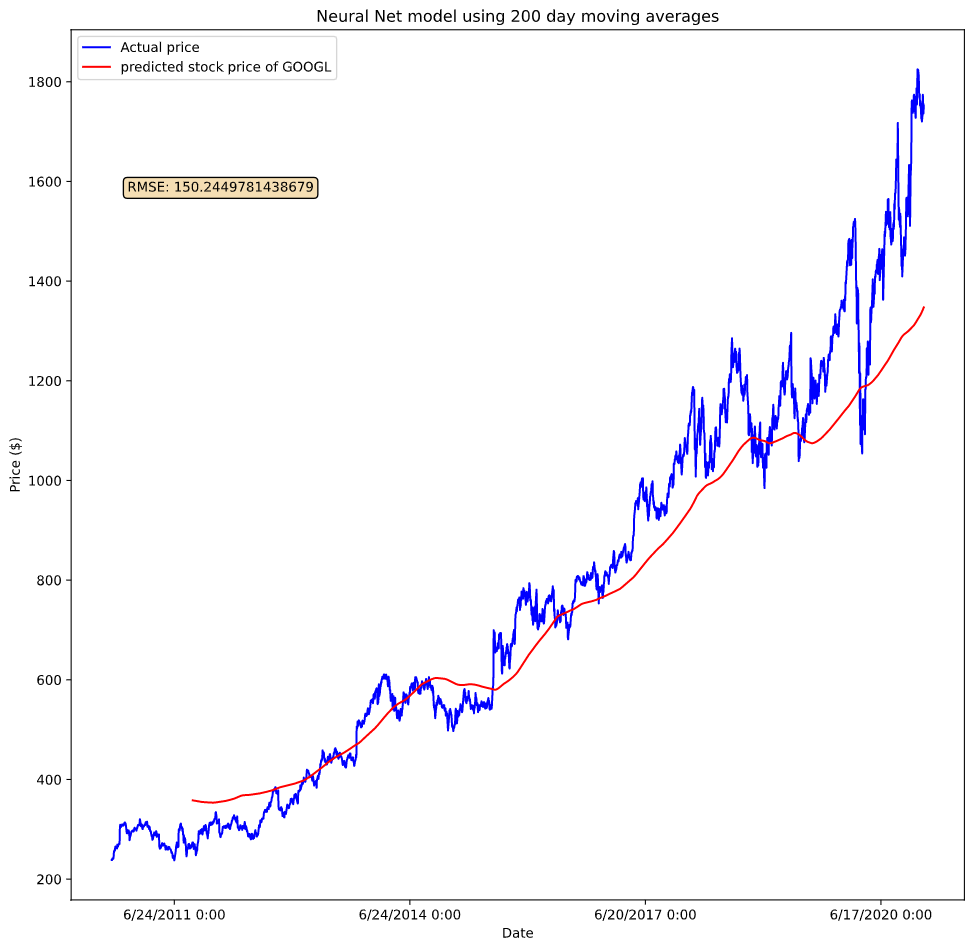 Neural Net model using 200 day moving averages
Actual price
predicted stock price of GOOGL
RMSE: 150.2449781438679
Price ($)
1800
1600
1400
1200
1000
800
600
400
200
6/24/2011 0:00 6/24/2014 0:00 6/20/2017 0:00 6/17/2020 0:00
Date